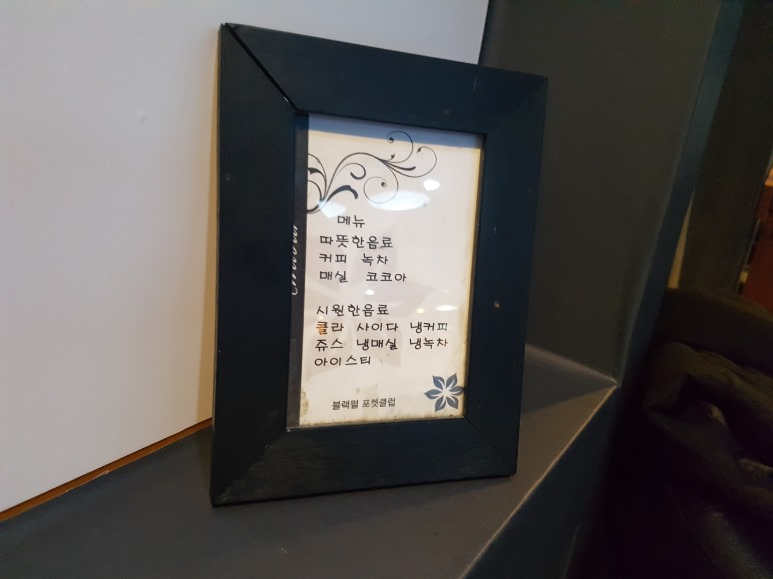 메뉴
따뜻한음료
커피 녹차
매실 코코아
시원한음료
콜라 사이다 냉커피
쥬스 냉매실 냉녹차
아이스티
블랙펄 포켓클럽